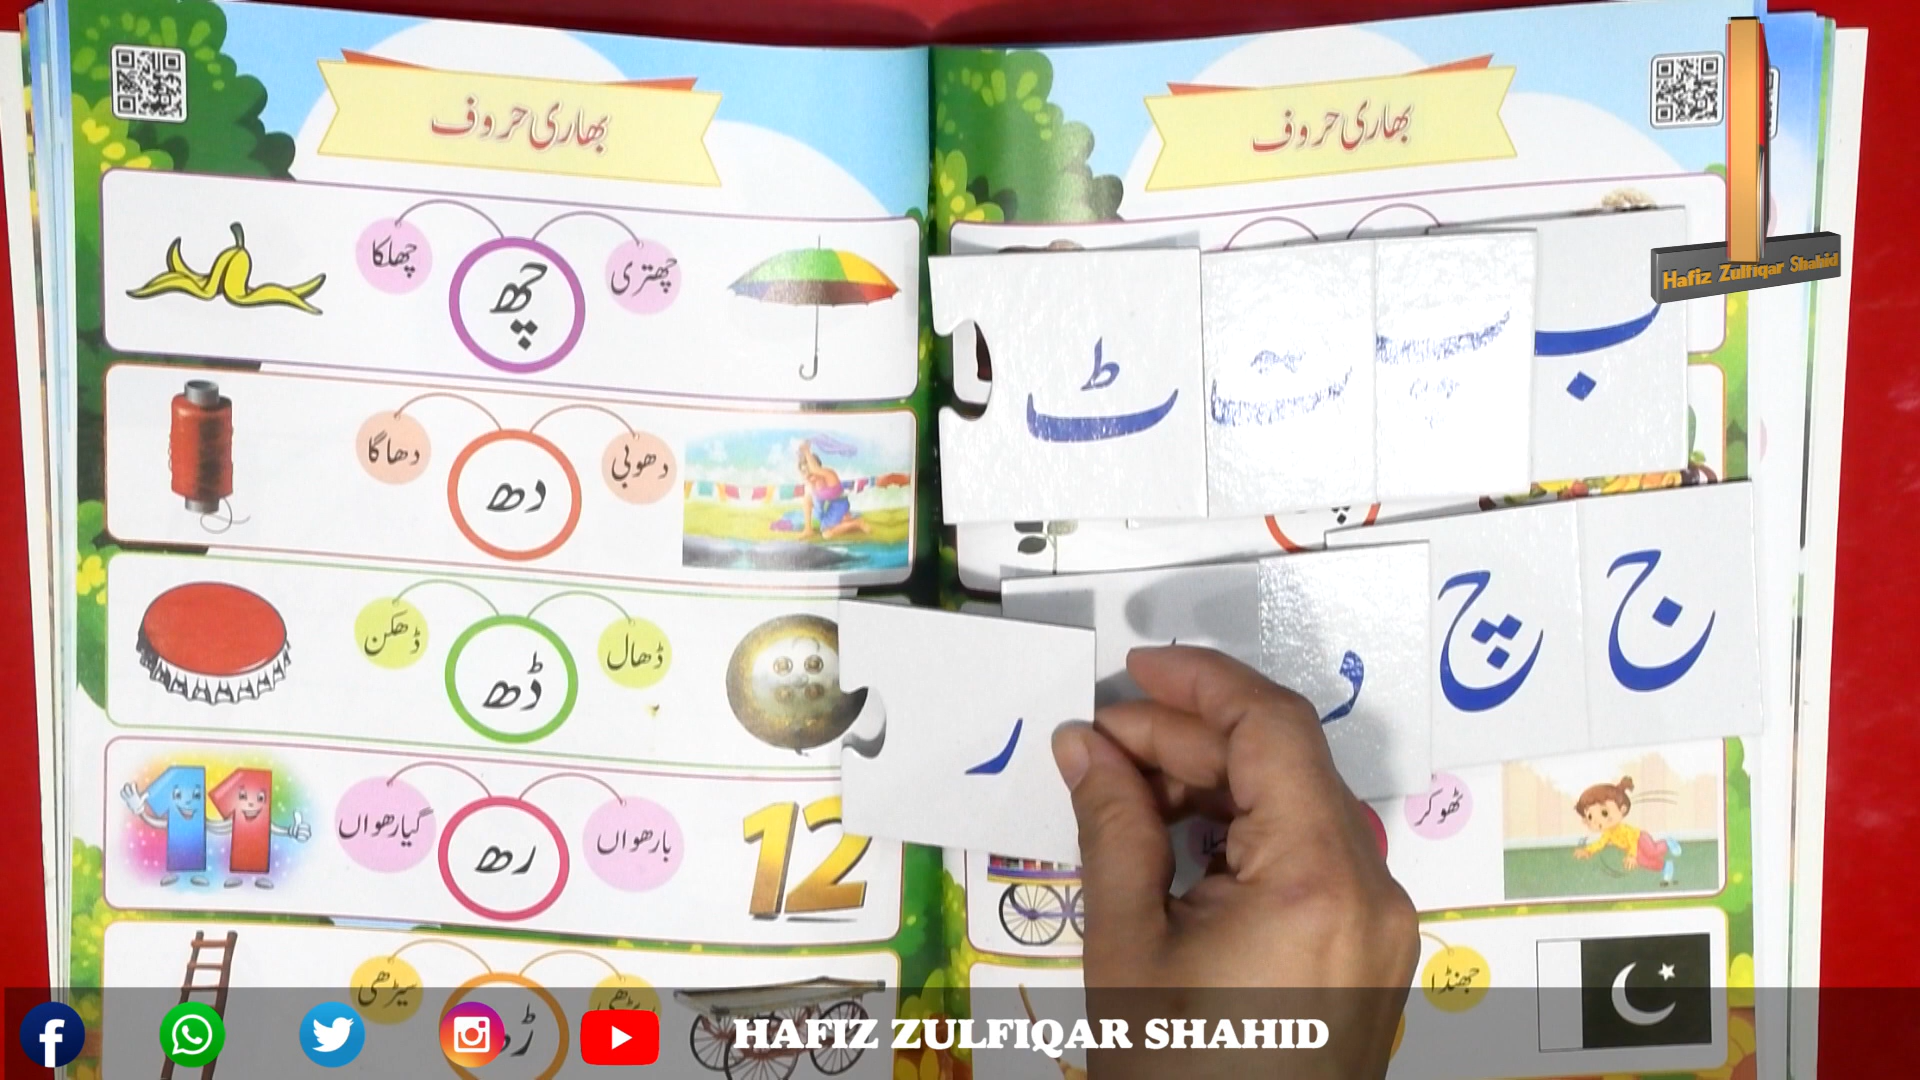 بھاری حروف
چھتری چھ چھلکا
دھوبی دھ دھاگا
ڈھال ڈھ ڈھکن
12 بارھواں رھ گیارھواں 11
سیڑھی
بھاری حروف
ب پ ت ٹ
ج چ د
ر
ٹھوکر
جھنڈا
Hafiz Zulfiqar Shahid
HAFIZ ZULFIQAR SHAHID